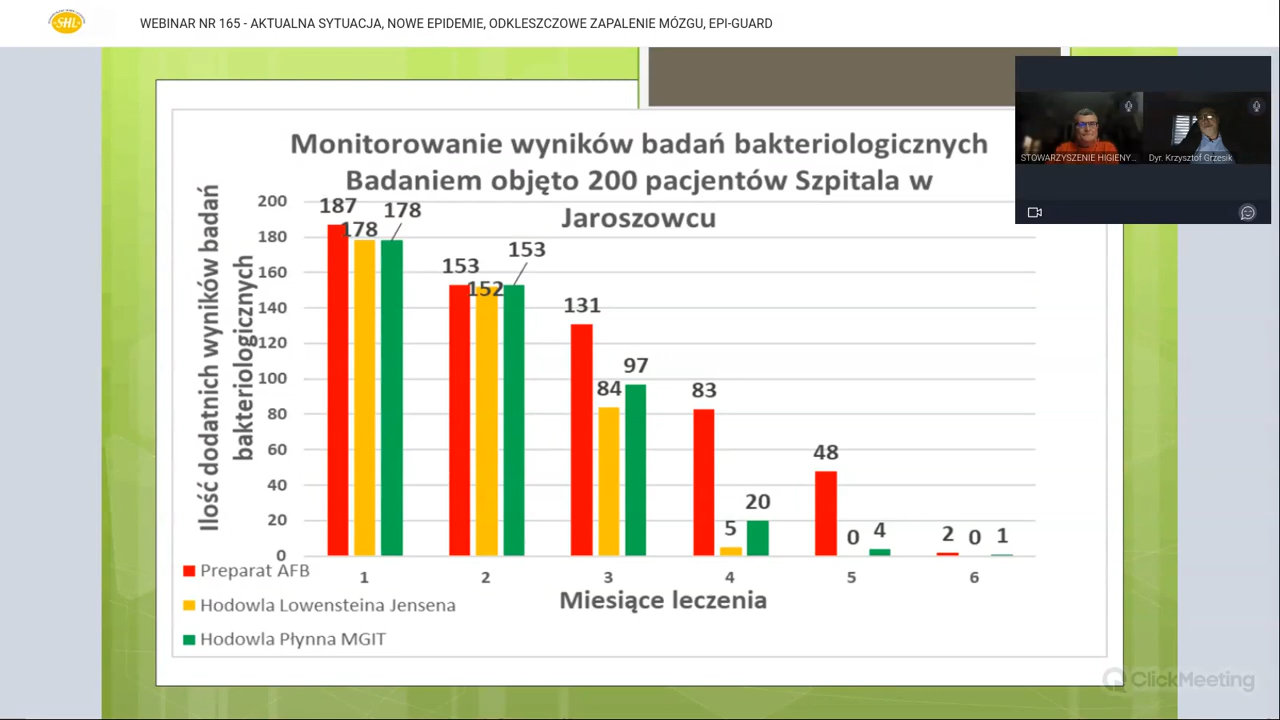 SHL
WEBINAR NR 165 - AKTUALNA SYTUACJA, NOWE EPIDEMIE, ODKLESZCZOWE ZAPALENIE MÓZGU, EPI-GUARD
STOWARZYSZENIE HIGIENY...
Dyr. Krzysztof Grzesik
Monitorowanie wyników badań bakteriologicznych
Badaniem objęto 200 pacjentów Szpitala w
Jaroszowcu
Ilość dodatnich wyników badań
bakteriologicznych
200
180
160
140
120
100
80
60
40
20
0
187
178
178
153
152
153
131
84
97
83
5
20
48
0
4
2
0
1
1
2
3
4
5
6
Miesiące leczenia
Preparat AFB
Hodowla Lowensteina Jensena
Hodowla Płynna MGIT
ClickMeeting